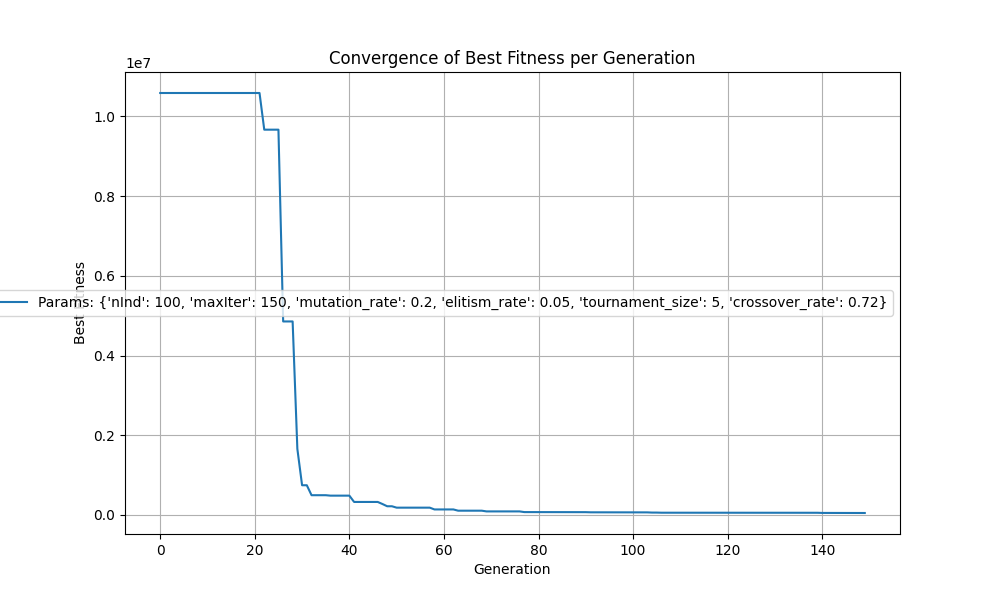 Convergence of Best Fitness per Generation
1e7
1.0
0.8
0.6
0.4
0.2
0.0
Best
ness
Params: {'nInd': 100, 'maxIter': 150, 'mutation_rate': 0.2, 'elitism_rate': 0.05, 'tournament_size': 5, 'crossover_rate': 0.72}
0 20 40 60 80 100 120 140
Generation